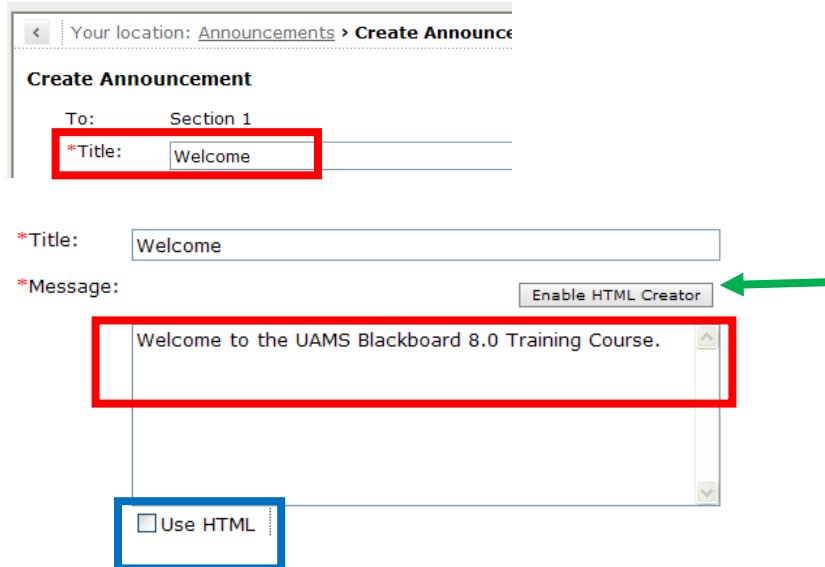 Your location: Announcements › Create Announce
Create Announcement
To: Section 1
*Title: Welcome
*Title: Welcome
*Message:
Enable HTML Creator
Welcome to the UAMS Blackboard 8.0 Training Course.
Use HTML